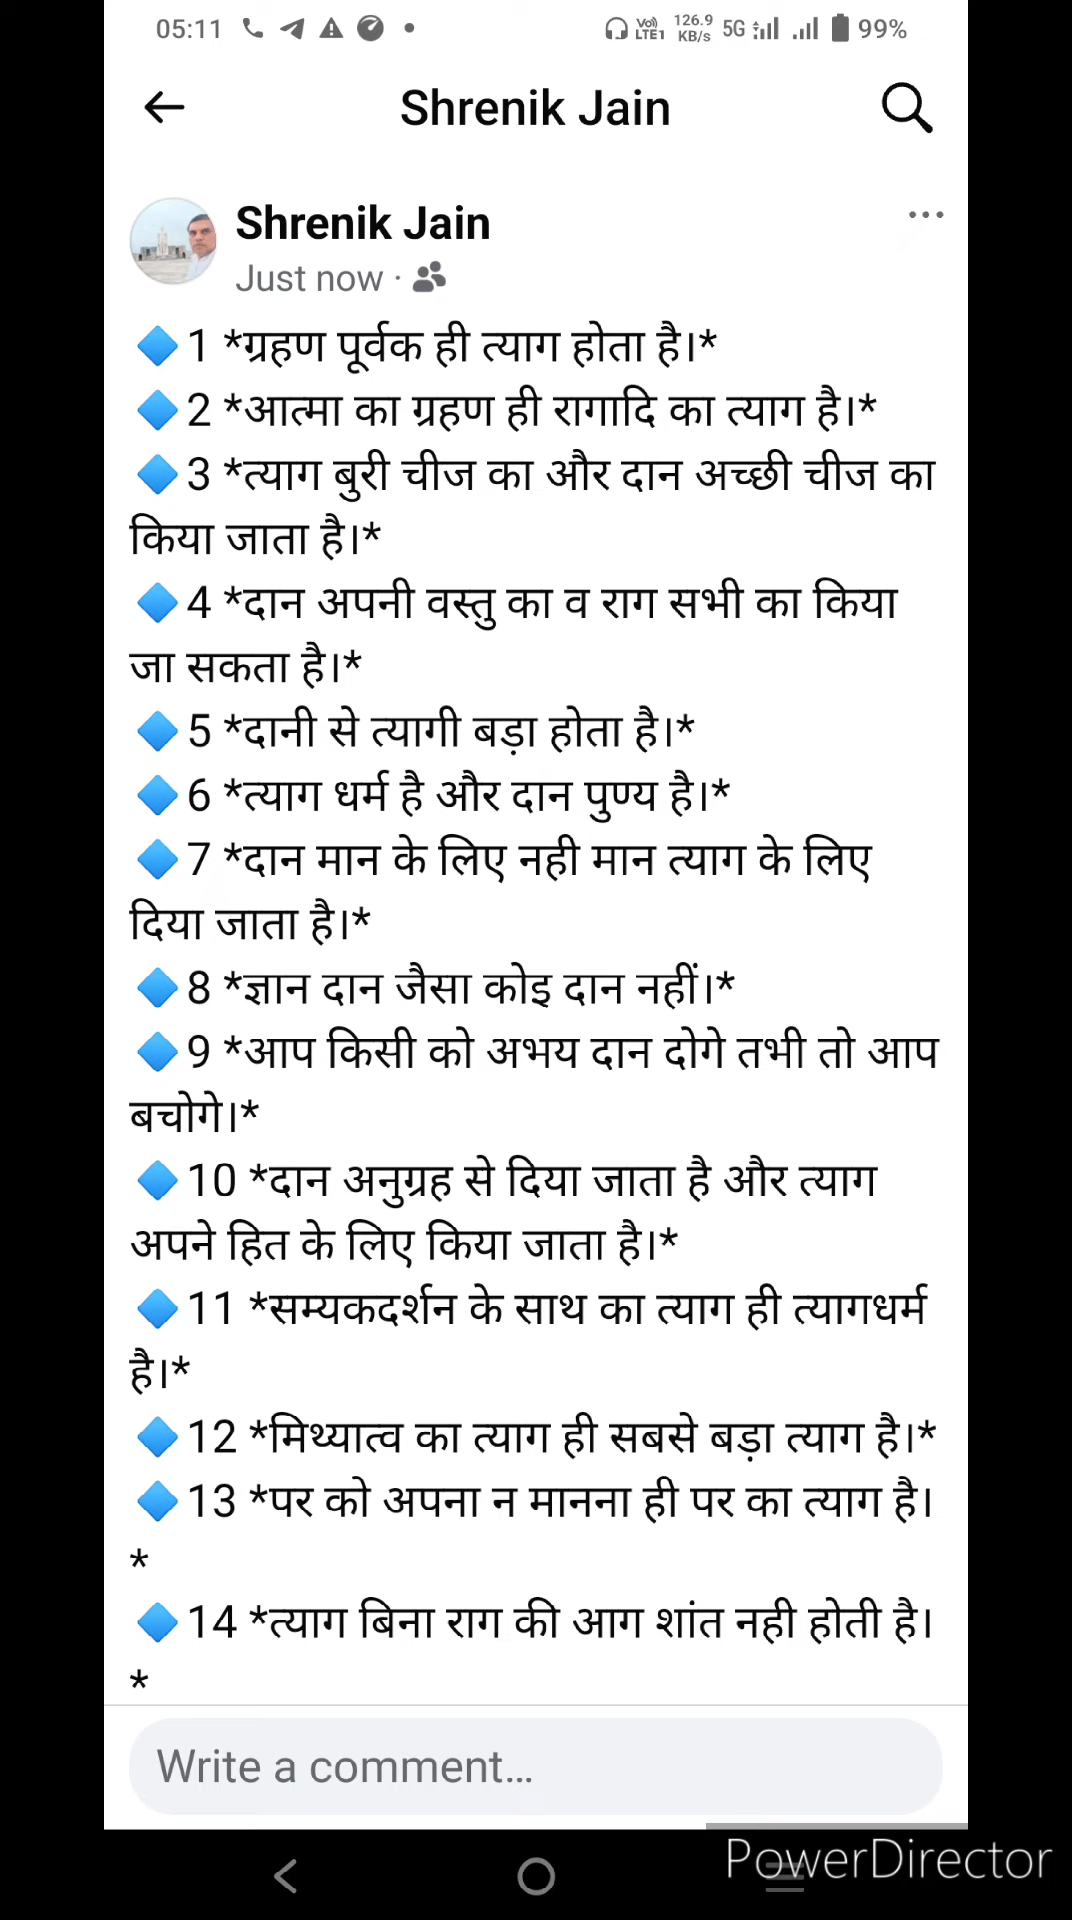 05:11
Vo) LTE1 126.9 KB/s 5G 99%
Shrenik Jain
Shrenik Jain
Just now ·
🔷1 *ग्रहण पूर्वक ही त्याग होता है।*
🔷2 *आत्मा का ग्रहण ही रागादि का त्याग है।*
🔷3 *त्याग बुरी चीज का और दान अच्छी चीज का
किया जाता है।*
🔷4 *दान अपनी वस्तु का व राग सभी का किया
जा सकता है।*
🔷5 *दानी से त्यागी बड़ा होता है।*
🔷6 *त्याग धर्म है और दान पुण्य है।*
🔷7 *दान मान के लिए नही मान त्याग के लिए
दिया जाता है।*
🔷8 *ज्ञान दान जैसा कोइ दान नहीं।*
🔷9 *आप किसी को अभय दान दोगे तभी तो आप
बचोगे।*
🔷10 *दान अनुग्रह से दिया जाता है और त्याग
अपने हित के लिए किया जाता है।*
🔷11 *सम्यकदर्शन के साथ का त्याग ही त्यागधर्म
है।*
🔷12 *मिथ्यात्व का त्याग ही सबसे बड़ा त्याग है।*
🔷13 *पर को अपना न मानना ही पर का त्याग है।
*
🔷14 *त्याग बिना राग की आग शांत नही होती है।
*
Write a comment...
PowerDirector